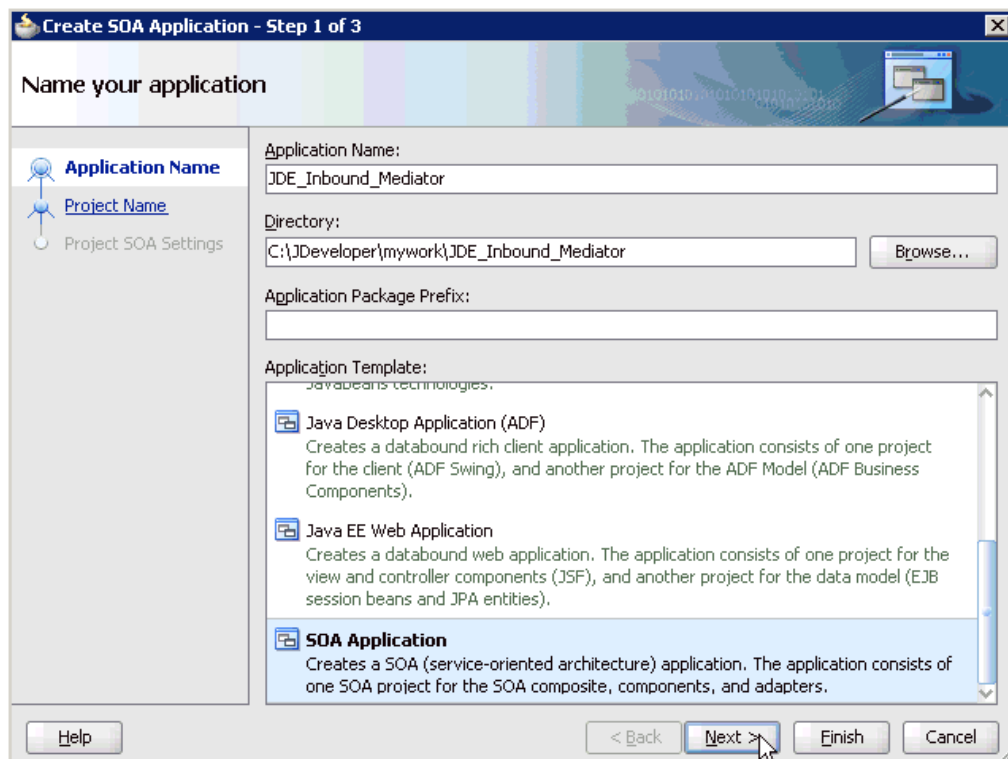 Create SOA Application - Step 1 of 3
Name your application
Application Name
Project Name
Project SOA Settings
Application Name:
JDE_Inbound_Mediator
Directory:
C:\JDeveloper\mywork\JDE_Inbound_Mediator
Browse...
Application Package Prefix:
Application Template:
Javabeans technologies.
Java Desktop Application (ADF)
Creates a databound rich client application. The application consists of one project
for the client (ADF Swing), and another project for the ADF Model (ADF Business
Components).
Java EE Web Application
Creates a databound web application. The application consists of one project for the
view and controller components (JSF), and another project for the data model (EJB
session beans and JPA entities).
SOA Application
Creates a SOA (service-oriented architecture) application. The application consists of
one SOA project for the SOA composite, components, and adapters.
Help
< Back
Next >
Finish
Cancel